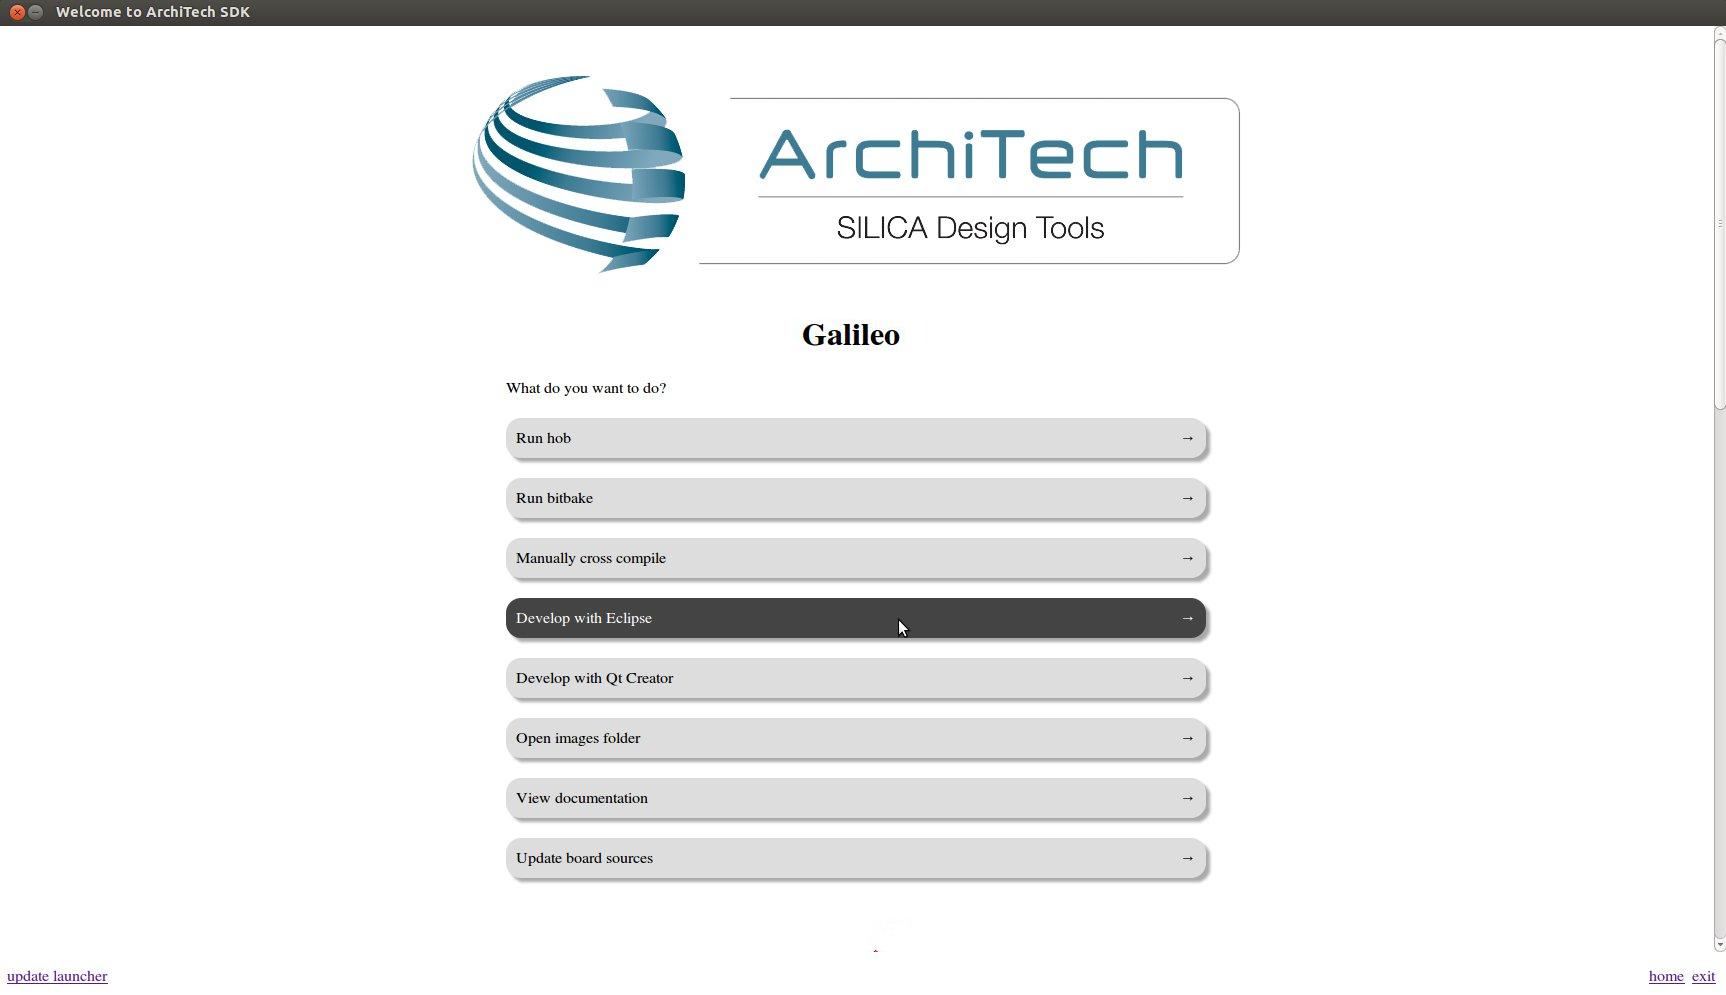 Welcome to ArchiTech SDK
ArchiTech
SILICA Design Tools
Galileo
What do you want to do?
Run hob →
Run bitbake →
Manually cross compile →
Develop with Eclipse →
Develop with Qt Creator →
Open images folder →
View documentation →
Update board sources →
update launcher
home exit